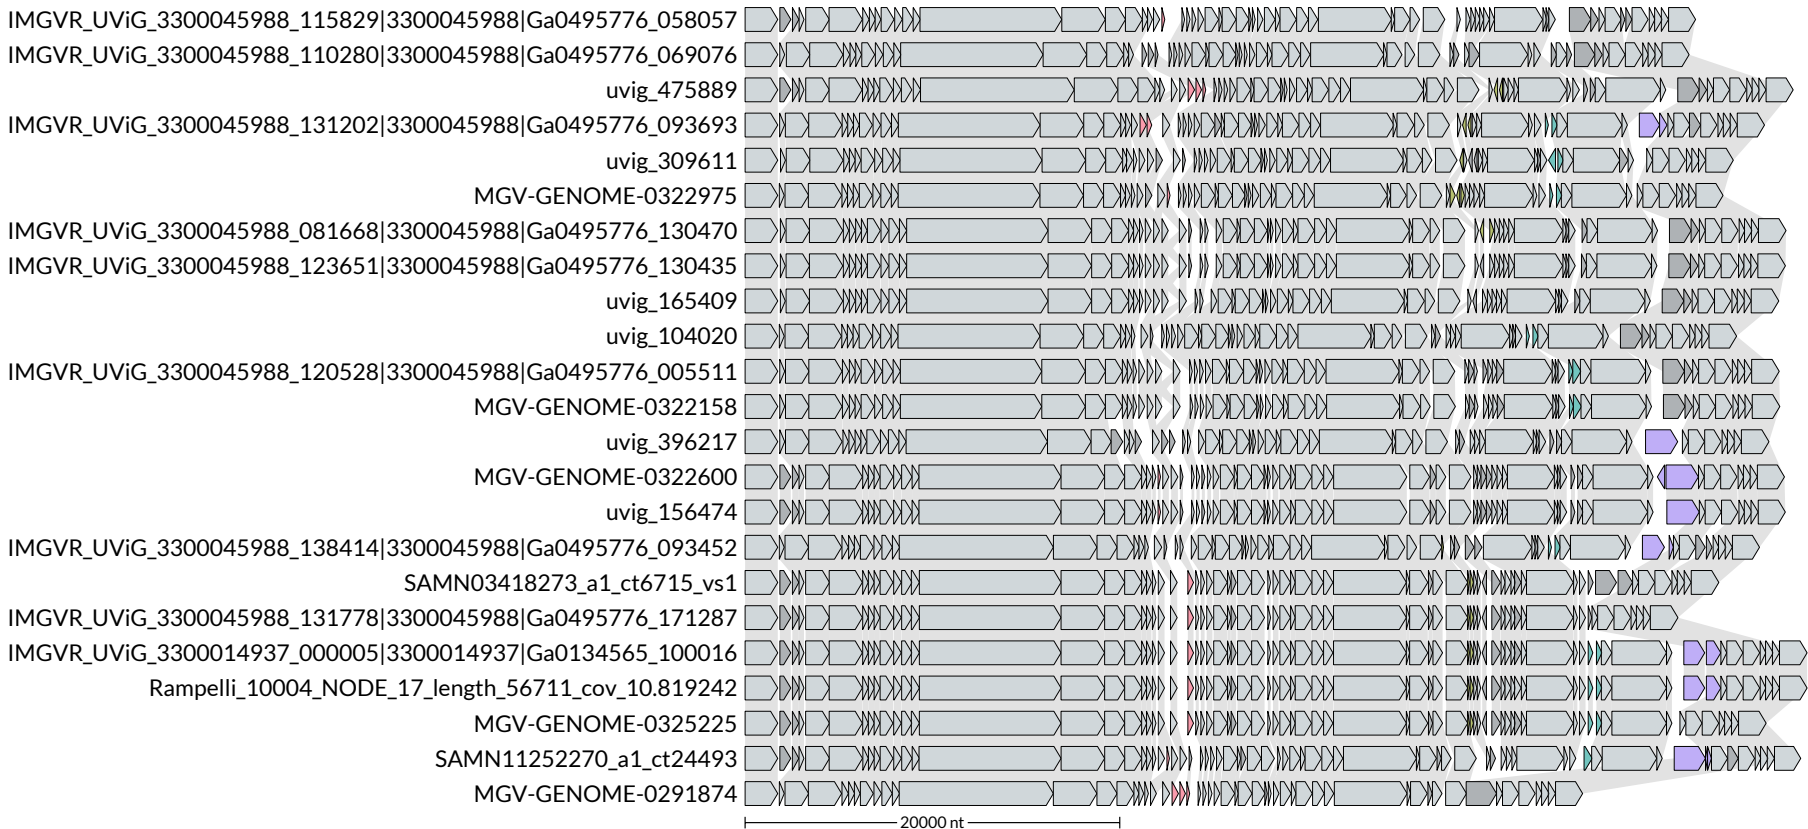 IMGVR_UViG_3300045988_115829|3300045988|Ga0495776_058057
IMGVR_UViG_3300045988_110280|3300045988|Ga0495776_069076
uvig_475889
IMGVR_UViG_3300045988_131202|3300045988|Ga0495776_093693
uvig_309611
MGV-GENOME-0322975
IMGVR_UViG_3300045988_081668|3300045988|Ga0495776_130470
IMGVR_UViG_3300045988_123651|3300045988|Ga0495776_130435
uvig_165409
uvig_104020
IMGVR_UViG_3300045988_120528|3300045988|Ga0495776_005511
MGV-GENOME-0322158
uvig_396217
MGV-GENOME-0322600
uvig_156474
IMGVR_UViG_3300045988_138414|3300045988|Ga0495776_093452
SAMN03418273_a1_ct6715_vs1
IMGVR_UViG_3300045988_131778|3300045988|Ga0495776_171287
IMGVR_UViG_3300014937_000005|3300014937|Ga0134565_100016
Rampelli_10004_NODE_17_length_56711_cov_10.819242
MGV-GENOME-0325225
SAMN11252270_a1_ct24493
MGV-GENOME-0291874
20000 nt